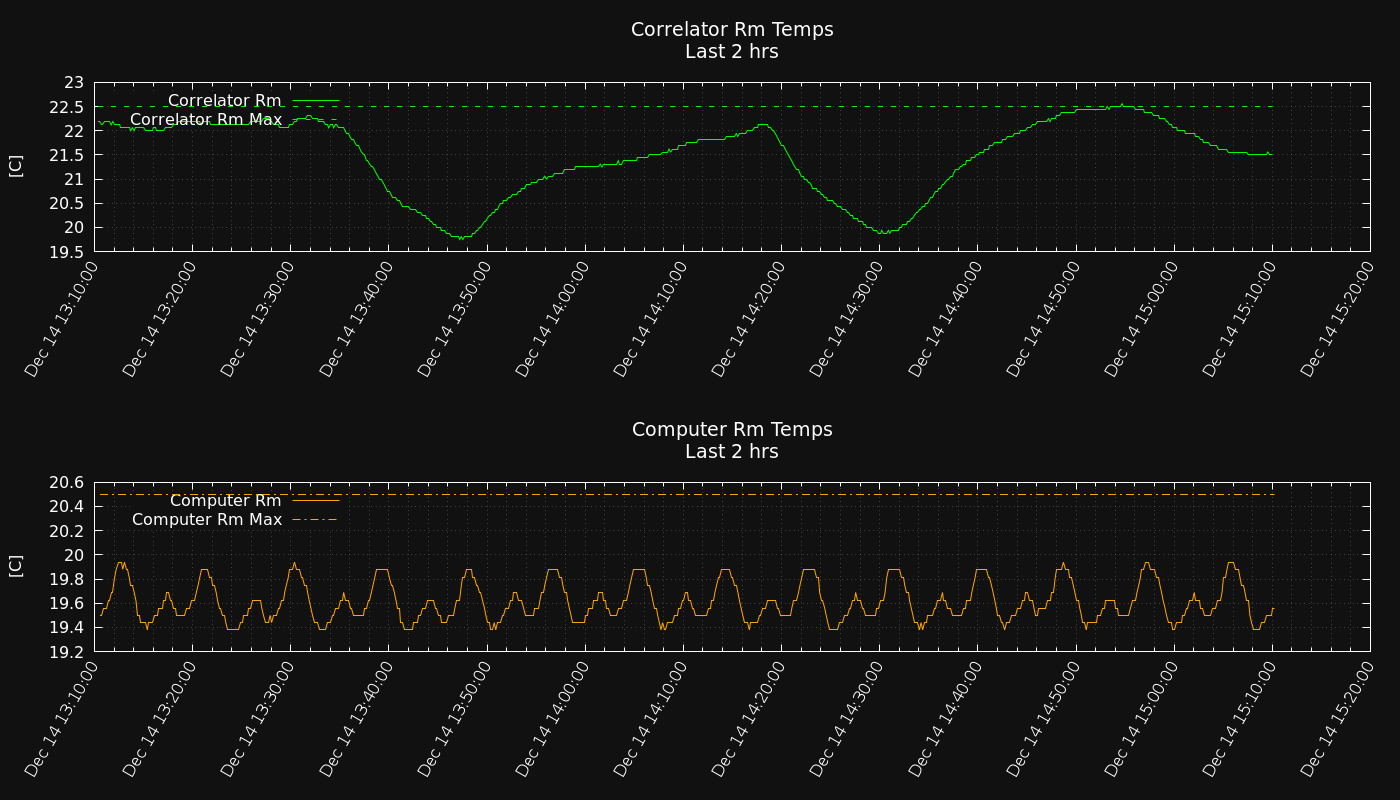 Correlator Rm Temps
Last 2 hrs
23
22.5
22
21.5
21
20.5
20
19.5
[C]
Correlator Rm
Correlator Rm Max
Dec 14 13:10:00
Dec 14 13:20:00
Dec 14 13:30:00
Dec 14 13:40:00
Dec 14 13:50:00
Dec 14 14:00:00
Dec 14 14:10:00
Dec 14 14:20:00
Dec 14 14:30:00
Dec 14 14:40:00
Dec 14 14:50:00
Dec 14 15:00:00
Dec 14 15:10:00
Dec 14 15:20:00
Computer Rm Temps
Last 2 hrs
20.6
20.4
20.2
20
19.8
19.6
19.4
19.2
[C]
Computer Rm
Computer Rm Max
Dec 14 13:10:00
Dec 14 13:20:00
Dec 14 13:30:00
Dec 14 13:40:00
Dec 14 13:50:00
Dec 14 14:00:00
Dec 14 14:10:00
Dec 14 14:20:00
Dec 14 14:30:00
Dec 14 14:40:00
Dec 14 14:50:00
Dec 14 15:00:00
Dec 14 15:10:00
Dec 14 15:20:00